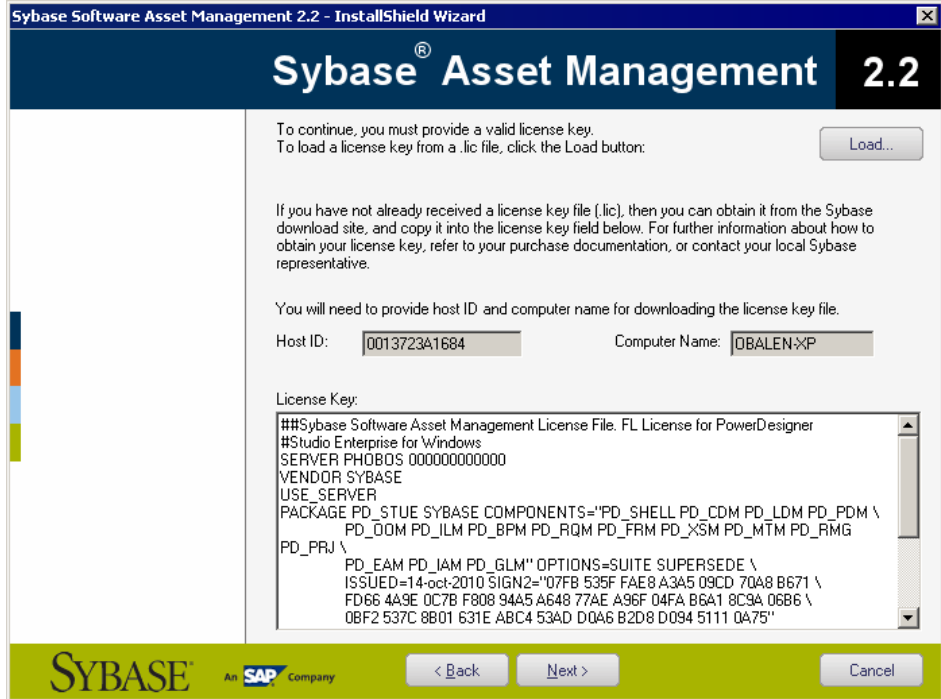 Sybase Software Asset Management 2.2 - InstallShield Wizard
Sybase® Asset Management 2.2
To continue, you must provide a valid license key.
To load a license key from a .lic file, click the Load button:
Load...
If you have not already received a license key file (.lic), then you can obtain it from the Sybase
download site, and copy it into the license key field below. For further information about how to
obtain your license key, refer to your purchase documentation, or contact your local Sybase
representative.
You will need to provide host ID and computer name for downloading the license key file.
Host ID: 0013723A1684 Computer Name: OBALEN-XP
License Key:
##Sybase Software Asset Management License File. FL License for PowerDesigner
#Studio Enterprise for Windows
SERVER PHOBOS 000000000000
VENDOR SYBASE
USE_SERVER
PACKAGE PD_STUE SYBASE COMPONENTS="PD_SHELL PD_CDM PD_LDM PD_PDM \
PD_OOM PD_ILM PD_BPM PD_RQM PD_FRM PD_XSM PD_MTM PD_RMG
PD_PRJ \
PD_EAM PD_IAM PD_GLM" OPTIONS=SUITE SUPERSEDE \
ISSUED=14-oct-2010 SIGN2="07FB 535F FAE8 A3A5 09CD 70A8 B671 \
FD66 4A9E 0C7B F808 94A5 A648 77AE A96F 04FA B6A1 8C9A 06B6 \
0BF2 537C 8B01 631E ABC4 53AD D0A6 B2D8 D094 5111 0A75"
SYBASE® An SAP Company
< Back Next > Cancel